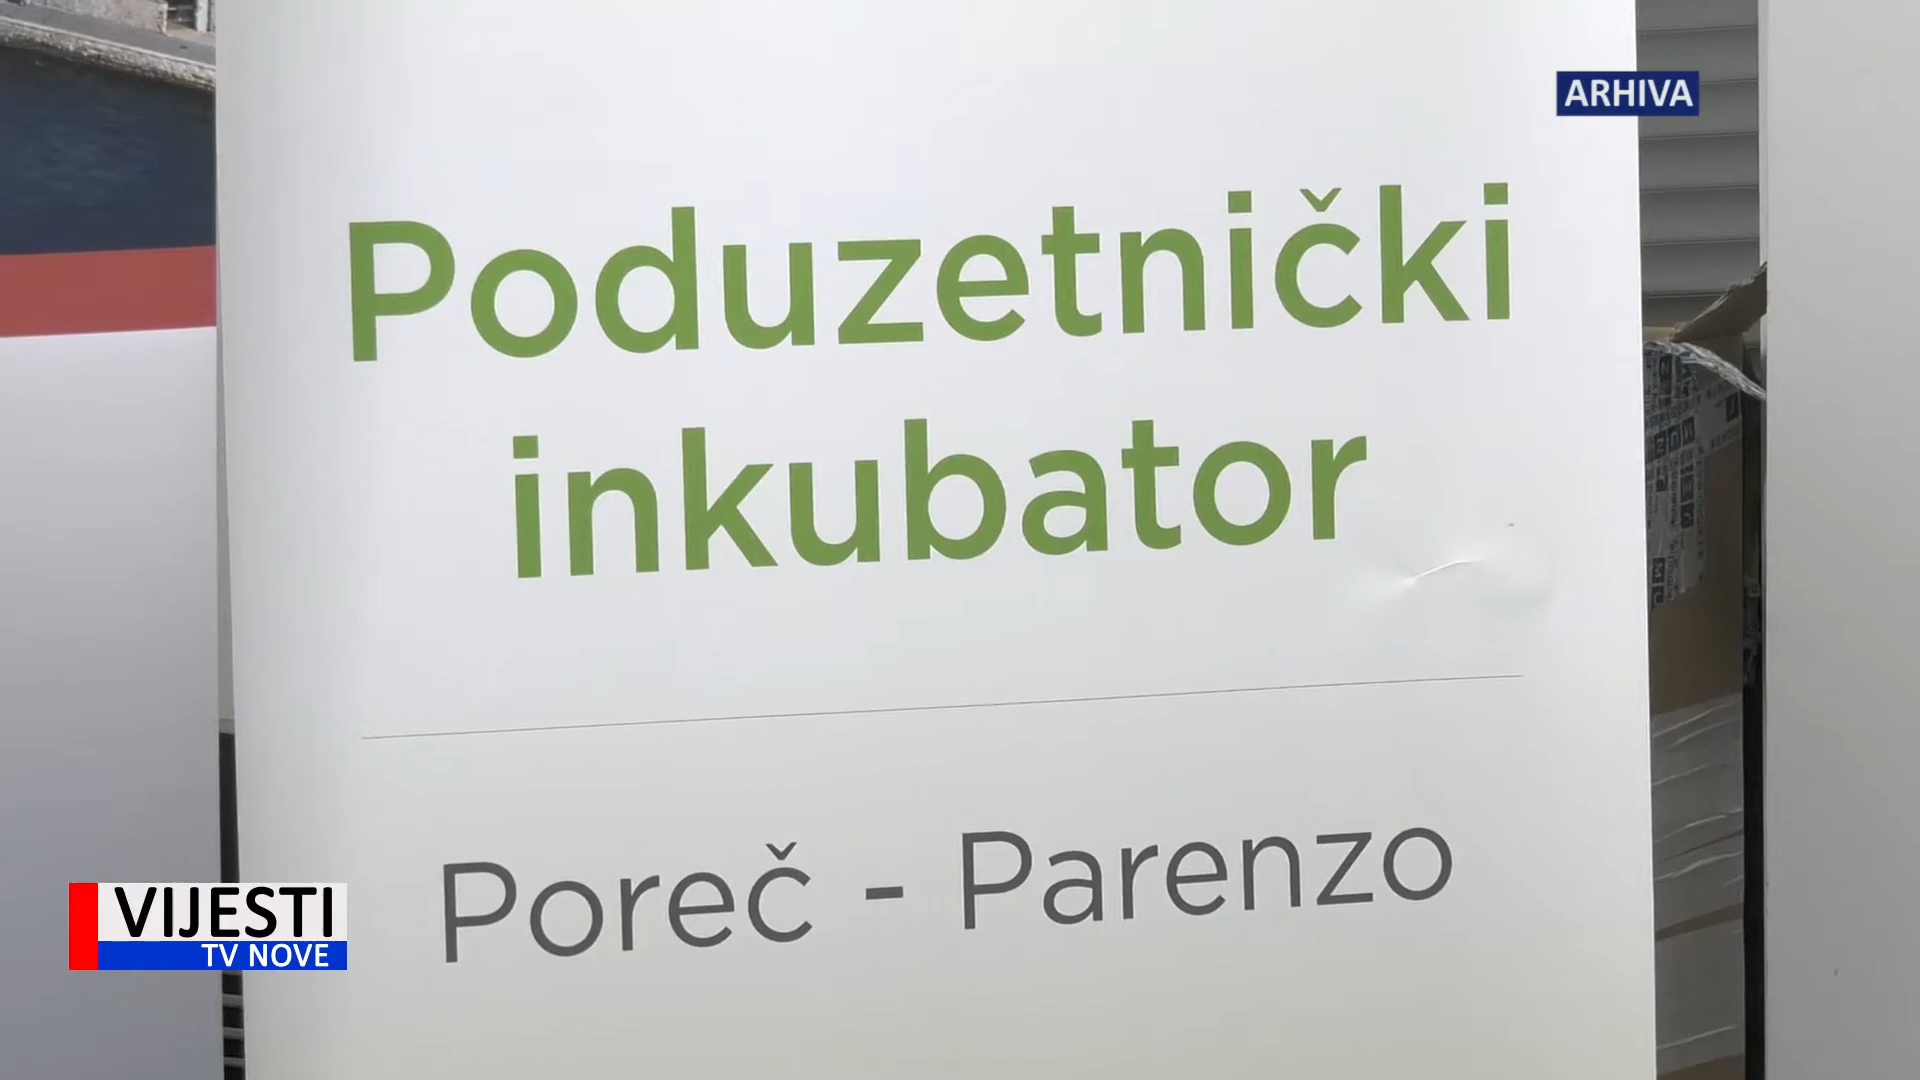 ARHIVA
Poduzetnički
inkubator
Poreč - Parenzo
VIJESTI
TV NOVE